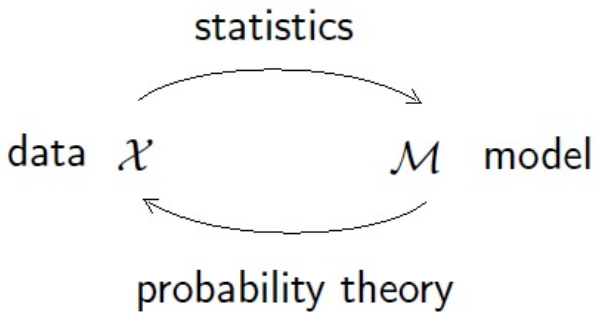 statistics
data 𝒳 ℳ model
probability theory